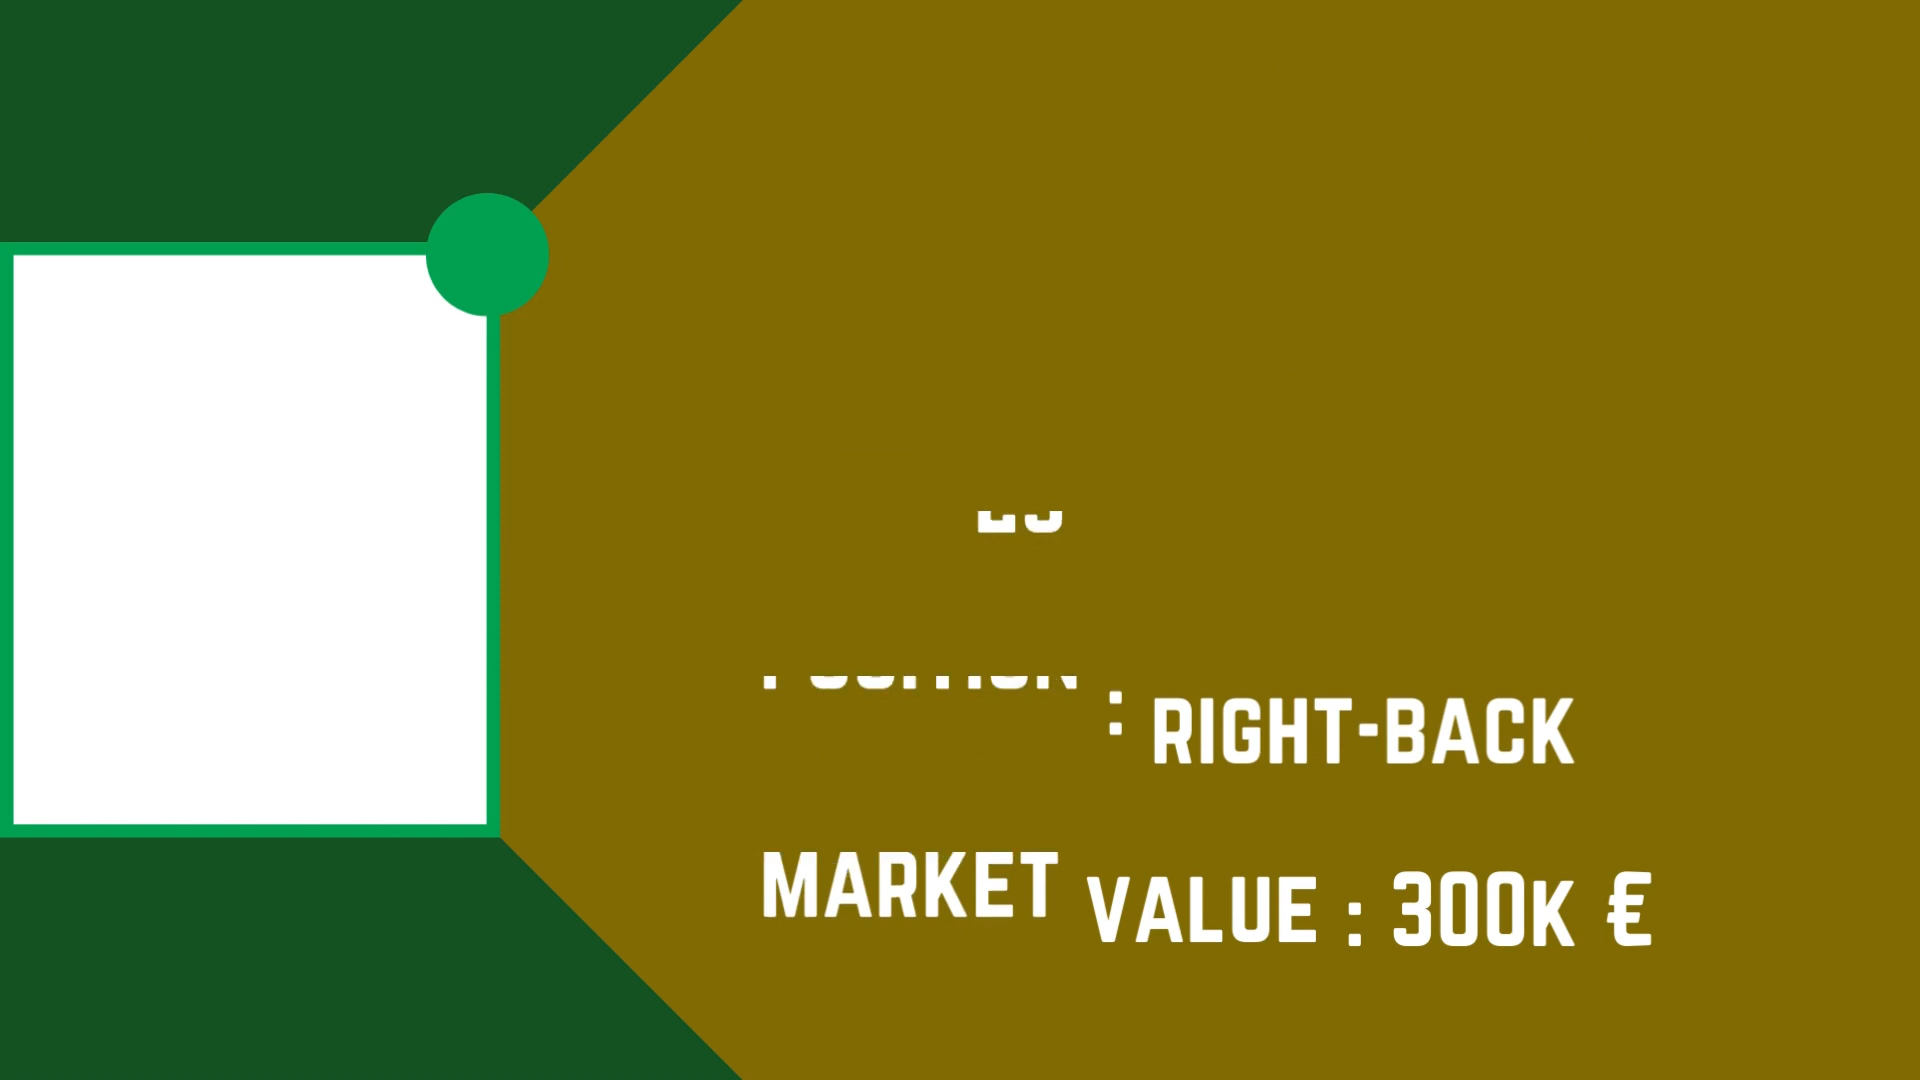 : RIGHT-BACK
MARKET VALUE : 300K €